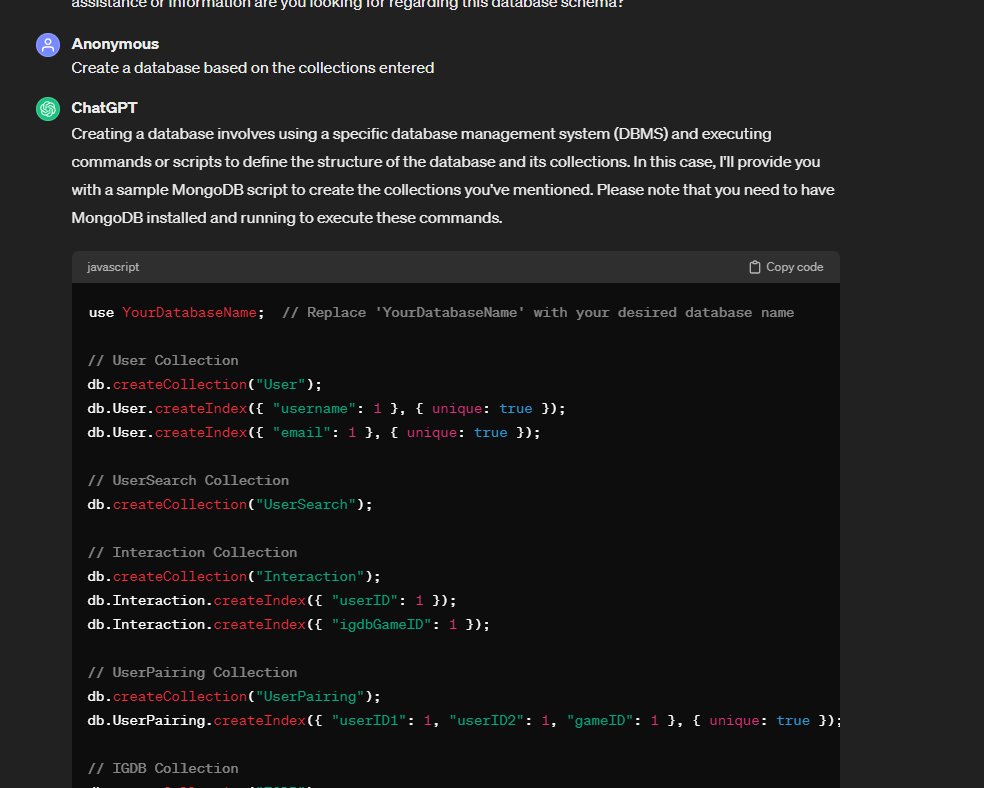 assistance or information are you looking for regarding this database schema?
Anonymous
Create a database based on the collections entered
ChatGPT
Creating a database involves using a specific database management system (DBMS) and executing
commands or scripts to define the structure of the database and its collections. In this case, I'll provide you
with a sample MongoDB script to create the collections you've mentioned. Please note that you need to have
MongoDB installed and running to execute these commands.
javascript Copy code
use YourDatabaseName;  // Replace 'YourDatabaseName' with your desired database name
// User Collection
db.createCollection("User");
db.User.createIndex({ "username": 1 }, { unique: true });
db.User.createIndex({ "email": 1 }, { unique: true });
// UserSearch Collection
db.createCollection("UserSearch");
// Interaction Collection
db.createCollection("Interaction");
db.Interaction.createIndex({ "userID": 1 });
db.Interaction.createIndex({ "igdbGameID": 1 });
// UserPairing Collection
db.createCollection("UserPairing");
db.UserPairing.createIndex({ "userID1": 1, "userID2": 1, "gameID": 1 }, { unique: true });
// IGDB Collection